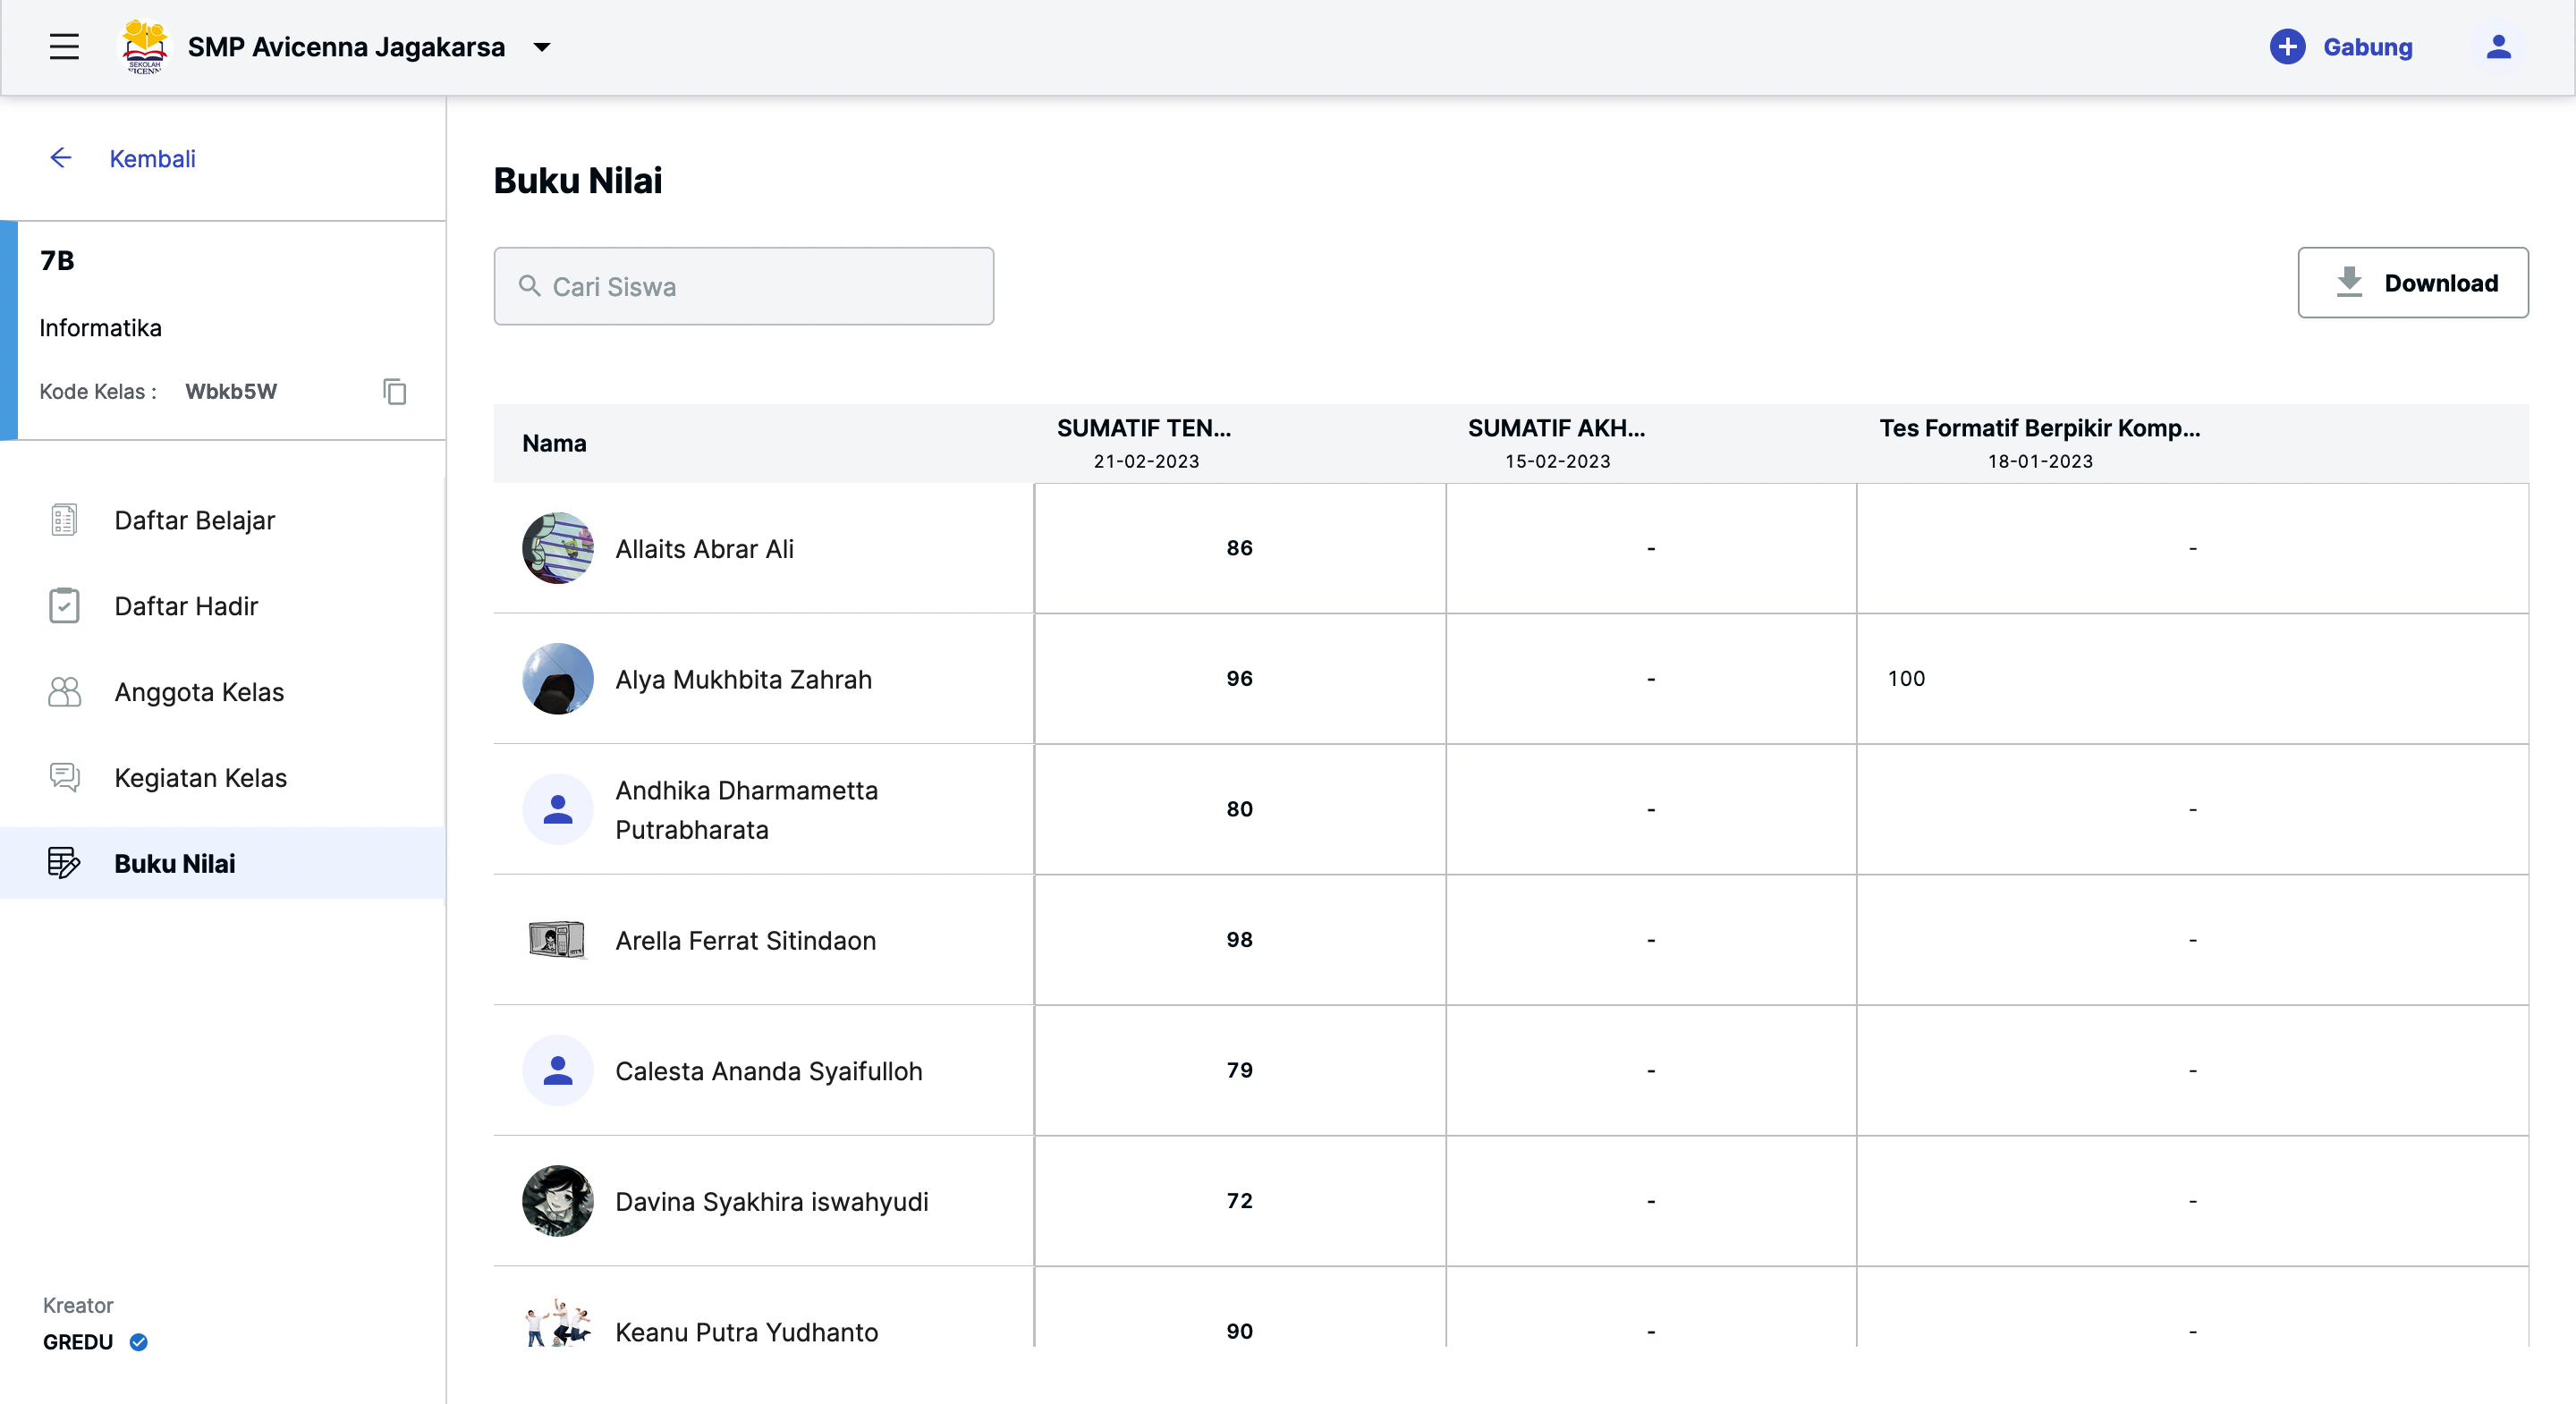 SMP Avicenna Jagakarsa
Gabung
SEKOLAH
Kembali
7B
Informatika
Kode Kelas : Wbkb5W
Daftar Belajar
Daftar Hadir
Anggota Kelas
Kegiatan Kelas
Buku Nilai
Kreator
GREDU
Buku Nilai
Cari Siswa
Download
Nama SUMATIF TEN... SUMATIF AKH... Tes Formatif Berpikir Komp...
21-02-2023 15-02-2023 18-01-2023
Allaits Abrar Ali 86 - -
Alya Mukhbita Zahrah 96 - 100
Andhika Dharmametta
Putrabharata 80 - -
Arella Ferrat Sitindaon 98 - -
Calesta Ananda Syaifulloh 79 - -
Davina Syakhira iswahyudi 72 - -
Keanu Putra Yudhanto 90 - -